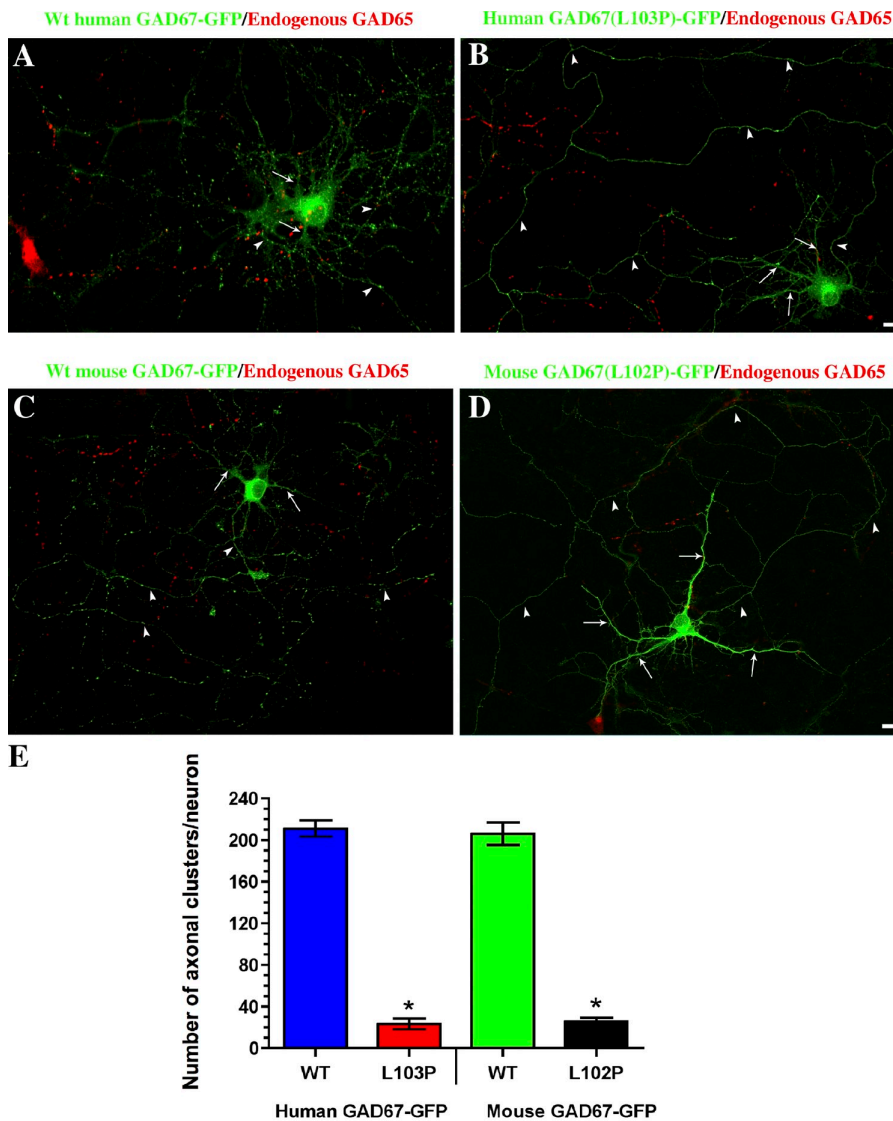 Wt human GAD67-GFP/Endogenous GAD65
Human GAD67(L103P)-GFP/Endogenous GAD65
A
B
Wt mouse GAD67-GFP/Endogenous GAD65
Mouse GAD67(L102P)-GFP/Endogenous GAD65
C
D
E
Number of axonal clusters/neuron
240
200
160
120
80
40
0
*
*
WT
L103P
WT
L102P
Human GAD67-GFP
Mouse GAD67-GFP